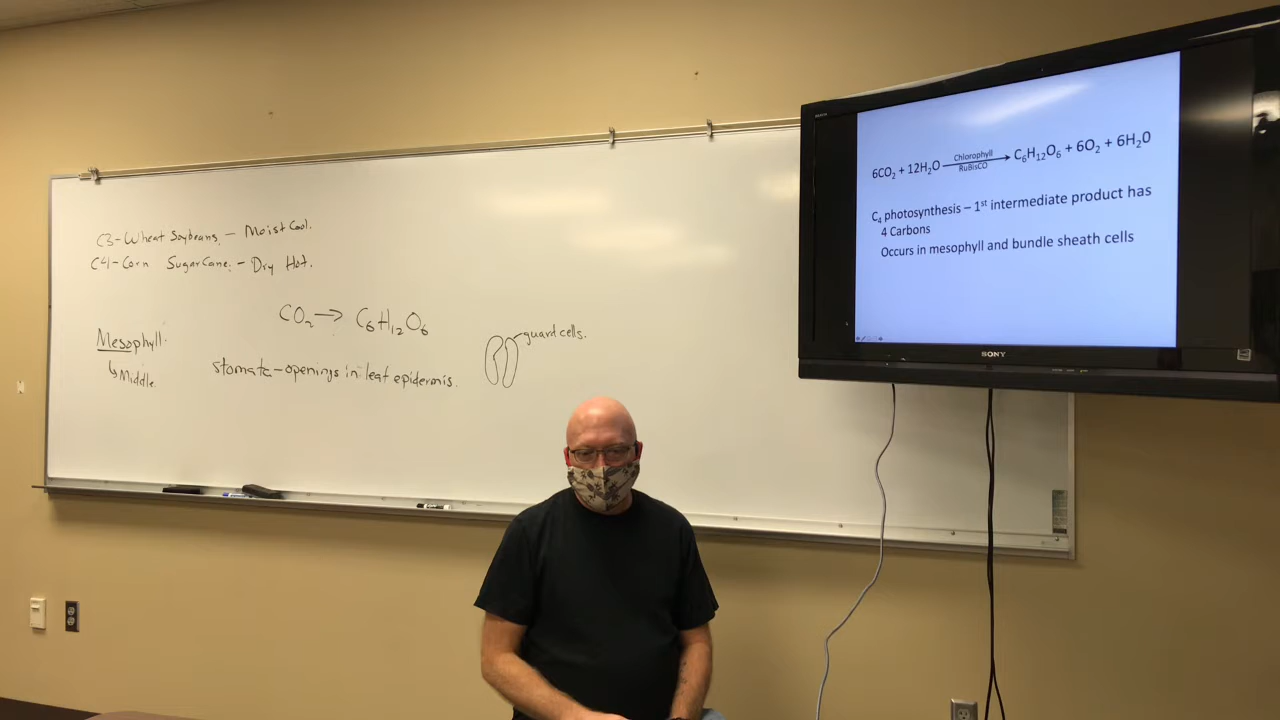 C3-Wheat Soybeans. - Moist Cool.
C4-Corn SugarCane. - Dry Hot.
CO₂ → C₆H₁₂O₆
Mesophyll.
↳ Middle.
stomata-openings in leaf epidermis.
guard cells.
6CO₂ + 12H₂O Chlorophyll RuBisCO → C₆H₁₂O₆ + 6O₂ + 6H₂0
C₄ photosynthesis – 1st intermediate product has
4 Carbons
Occurs in mesophyll and bundle sheath cells
SONY